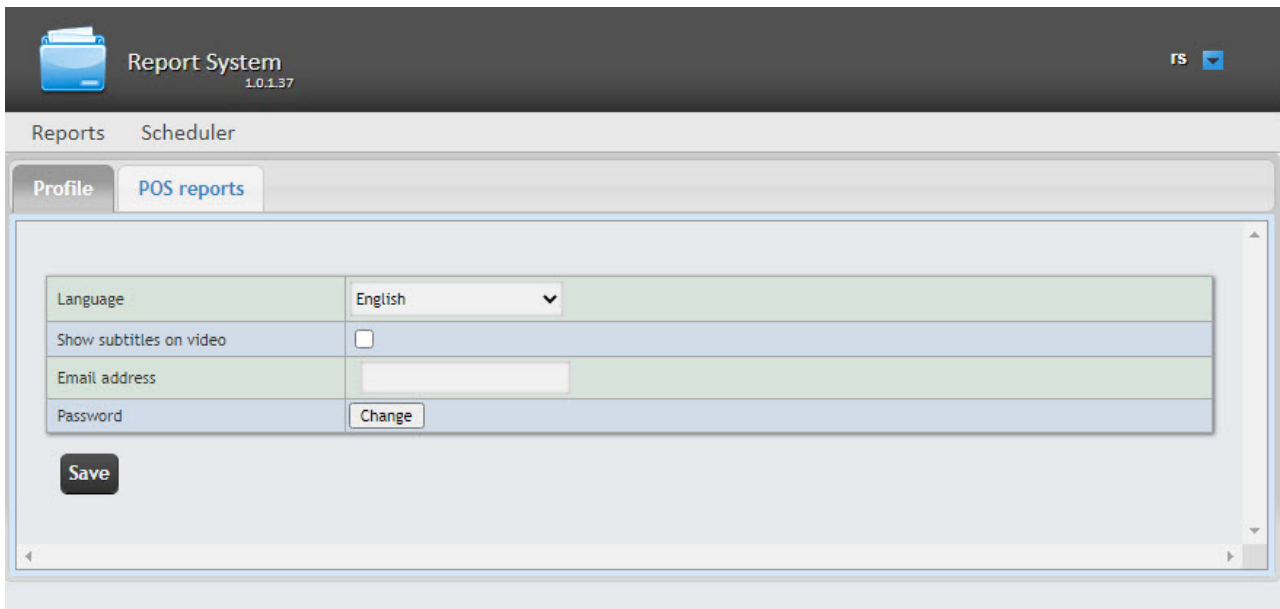 Report System
1.0.1.37
rs
Reports Scheduler
Profile POS reports
Language English
Show subtitles on video
Email address
Password Change
Save